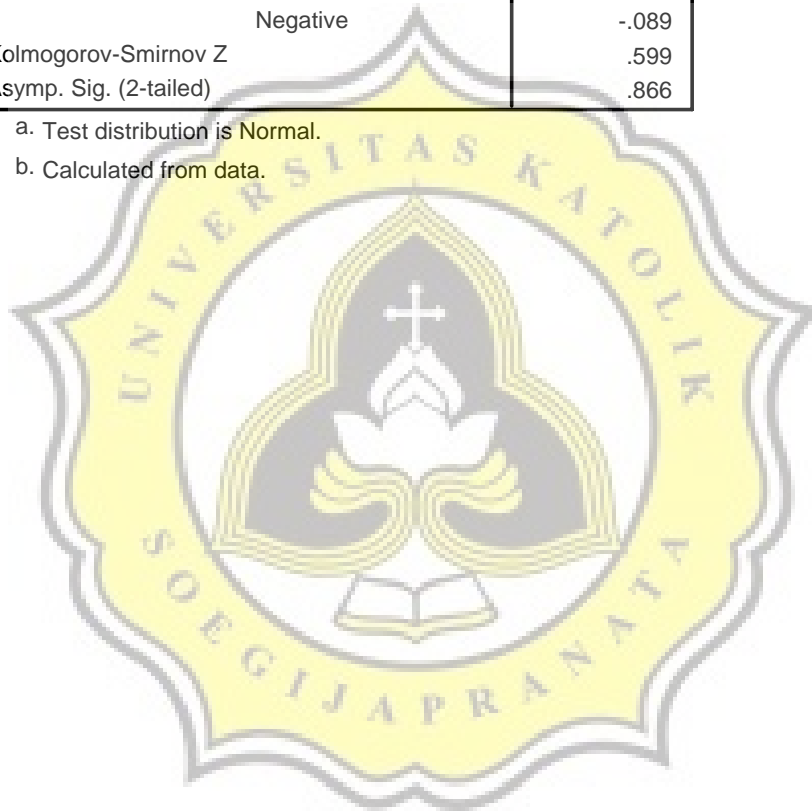 Negative -.089
Kolmogorov-Smirnov Z .599
Asymp. Sig. (2-tailed) .866
a. Test distribution is Normal.
b. Calculated from data.
UNIVERSITAS KATOLIK
SOEGIJAPRANATA